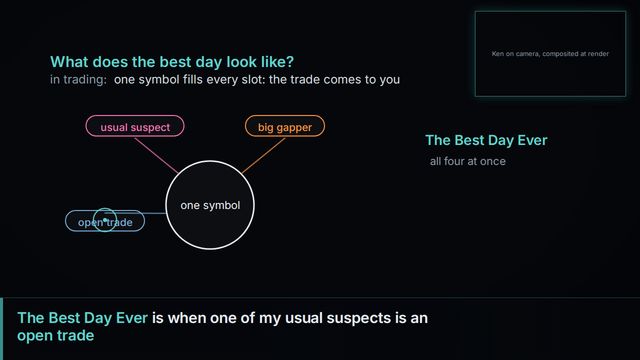 Ken on camera, composited at render
What does the best day look like?
in trading: one symbol fills every slot: the trade comes to you
usual suspect
big gapper
The Best Day Ever
all four at once
one symbol
open trade
The Best Day Ever is when one of my usual suspects is an
open trade